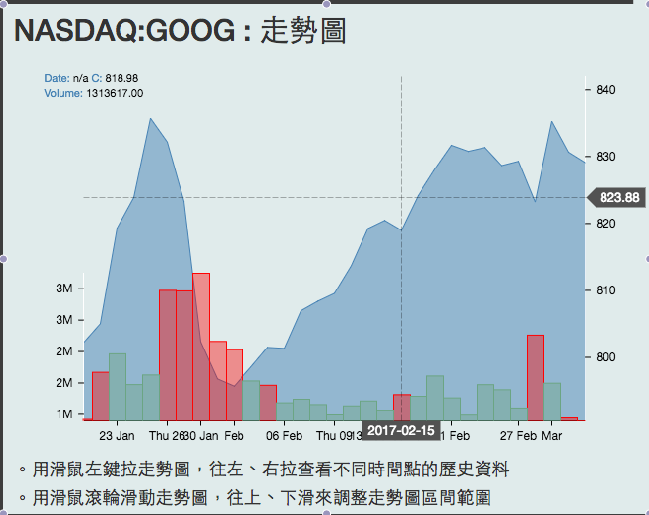 NASDAQ:GOOG : 走勢圖
Date: n/a C: 818.98
Volume: 1313617.00
840
830
823.88
820
810
800
3M
3M
2M
2M
1M
23 Jan Thu 26 30 Jan Feb 06 Feb Thu 09 13 2017-02-15 1 Feb 27 Feb Mar
。用滑鼠左鍵拉走勢圖，往左、右拉查看不同時間點的歷史資料
。用滑鼠滾輪滑動走勢圖，往上、下滑來調整走勢圖區間範圍